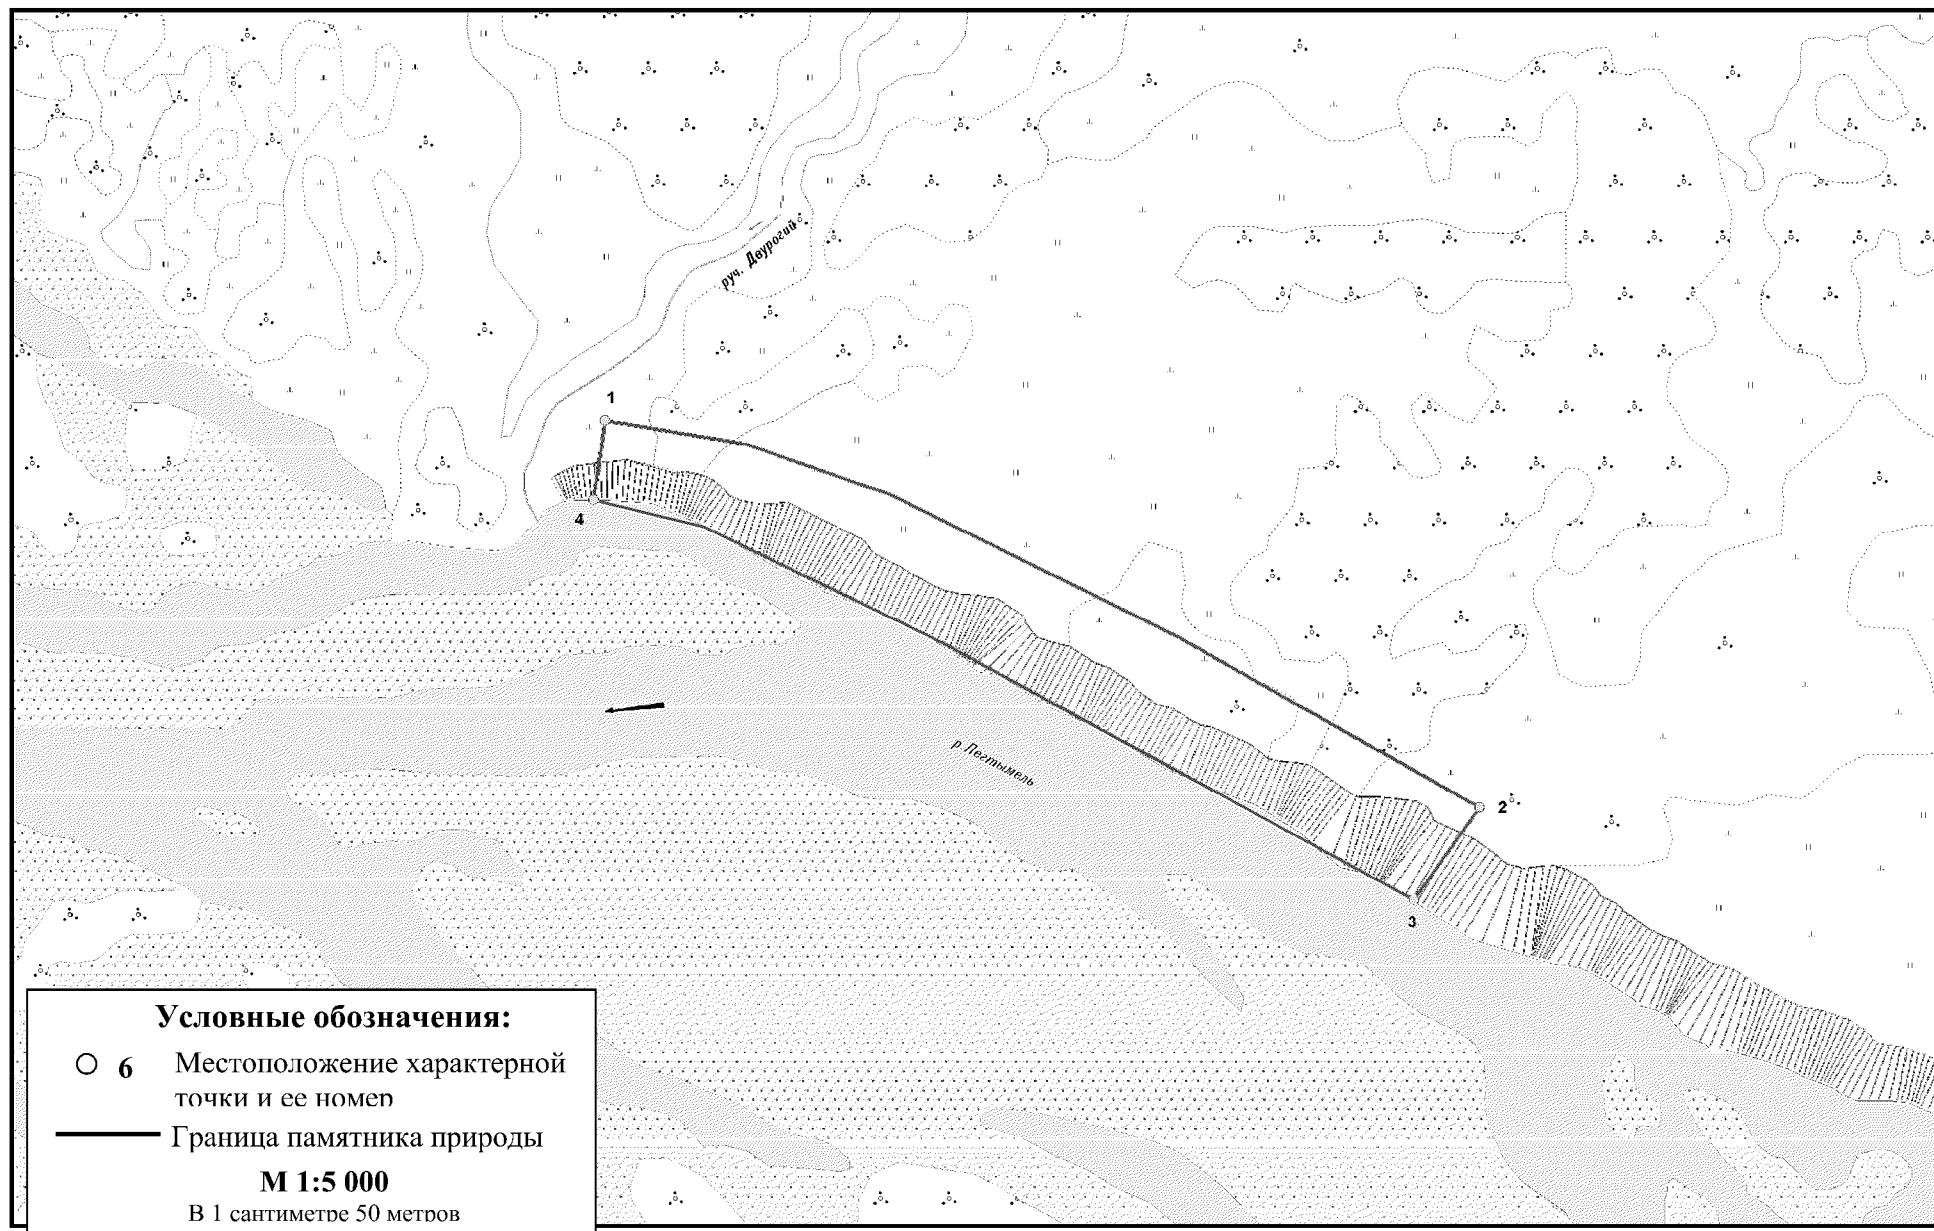 руч. Двурогий
1
4
р.Пегтымель
2
3
Условные обозначения:
6 Местоположение характерной
точки и ее номер
Граница памятника природы
М 1:5 000
В 1 сантиметре 50 метров